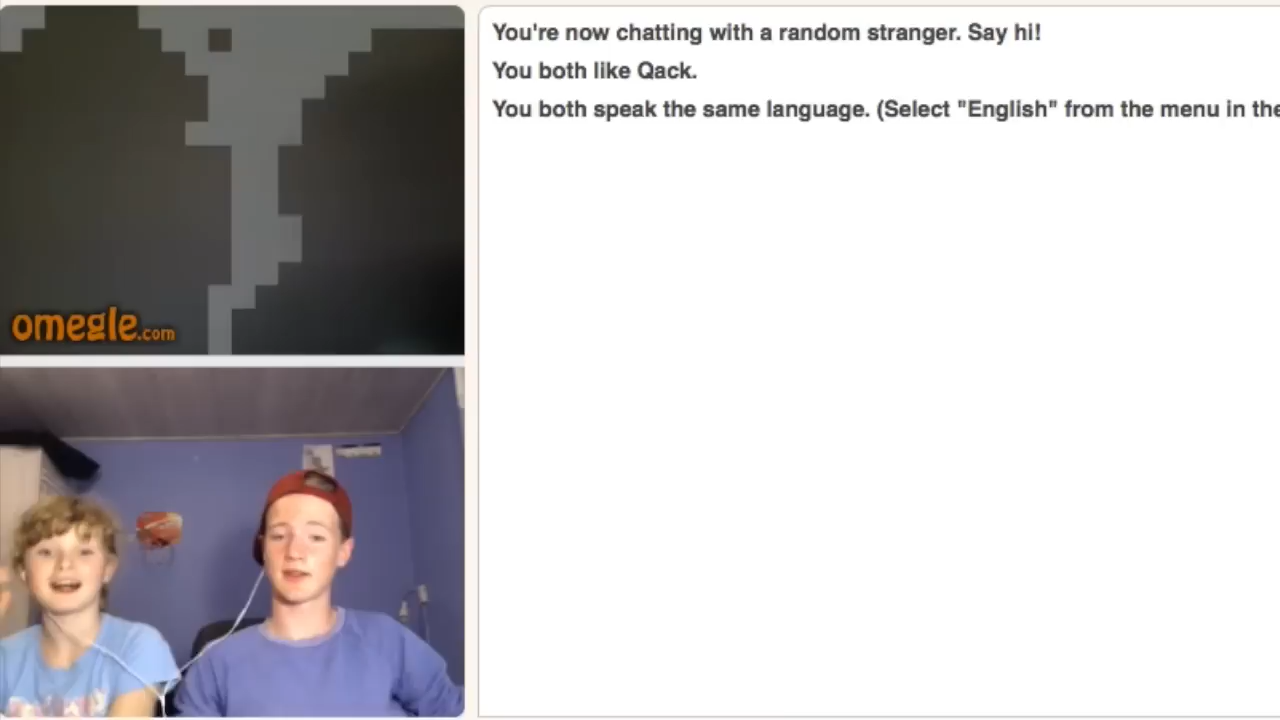 You're now chatting with a random stranger. Say hi!
You both like Qack.
You both speak the same language. (Select "English" from the menu in the
omegle.com